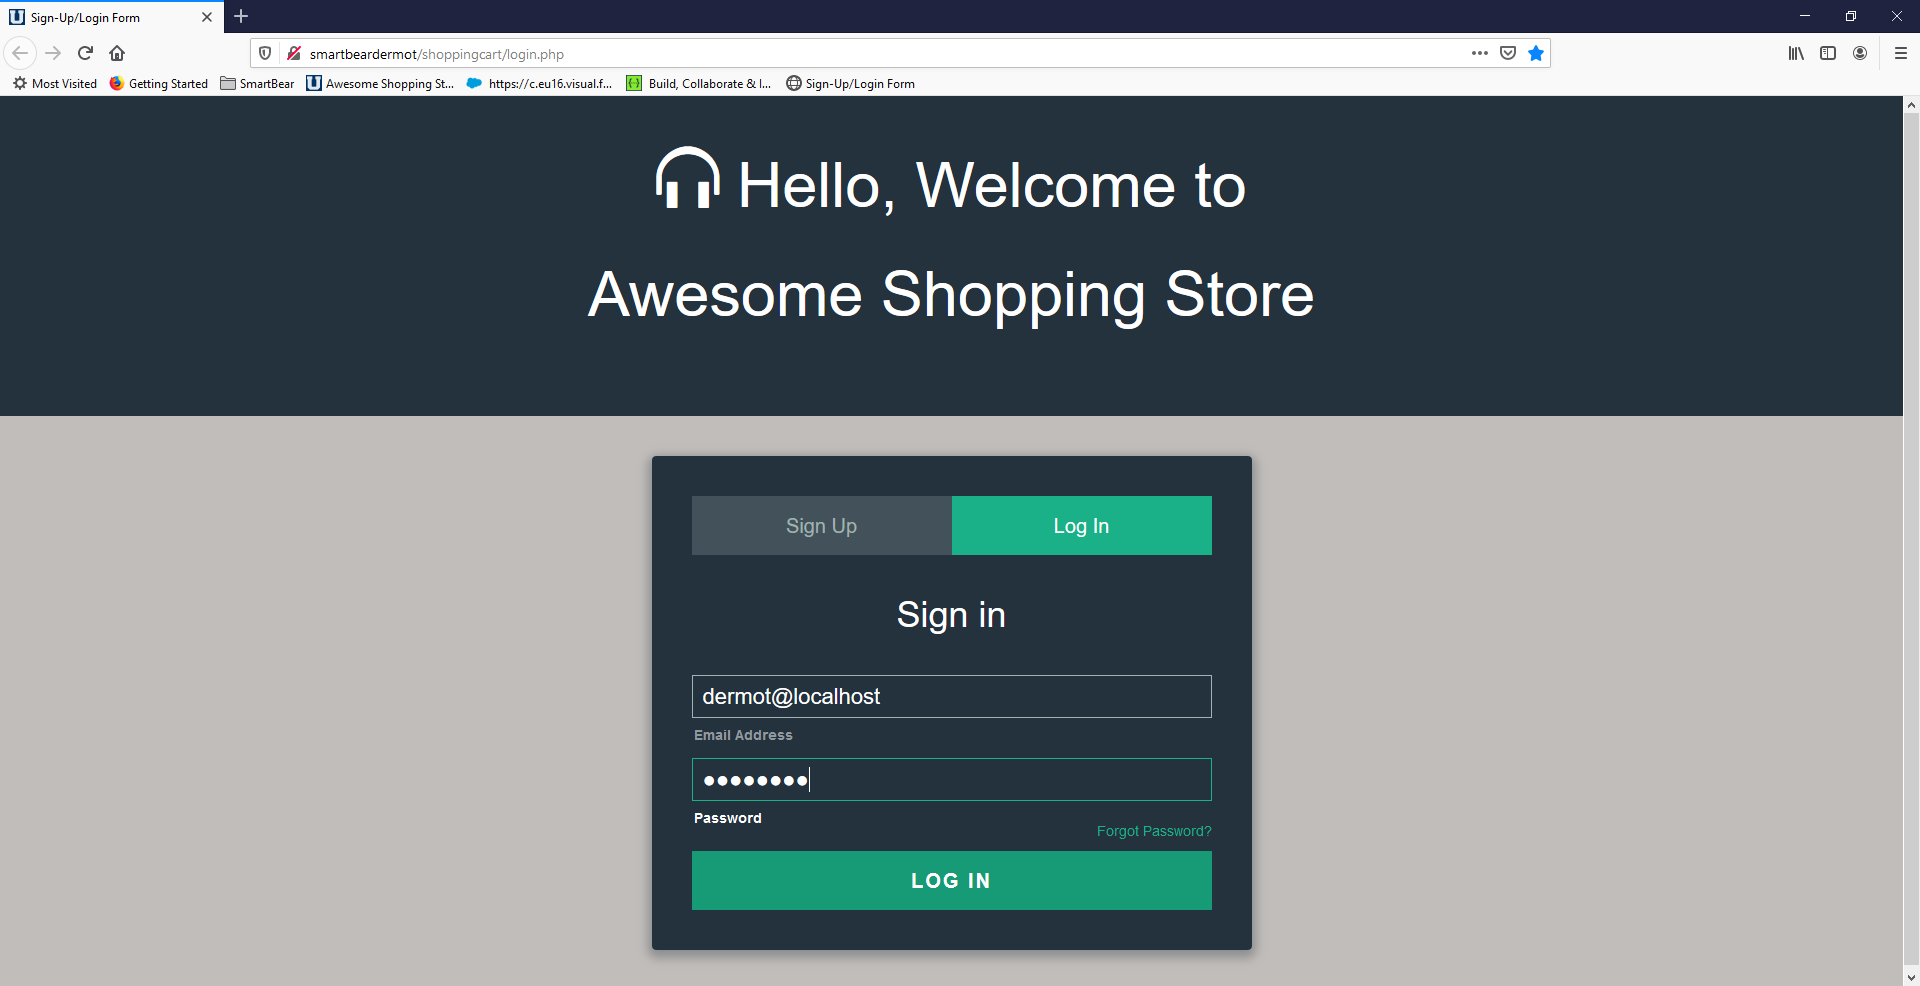 Sign-Up/Login Form
smartbeardermot/shoppingcart/login.php
Most Visited Getting Started SmartBear Awesome Shopping St... https://c.eu16.visual.f... Build, Collaborate & I... Sign-Up/Login Form
Hello, Welcome to
Awesome Shopping Store
Sign Up Log In
Sign in
dermot@localhost
Email Address
●●●●●●●●
Password
Forgot Password?
LOG IN